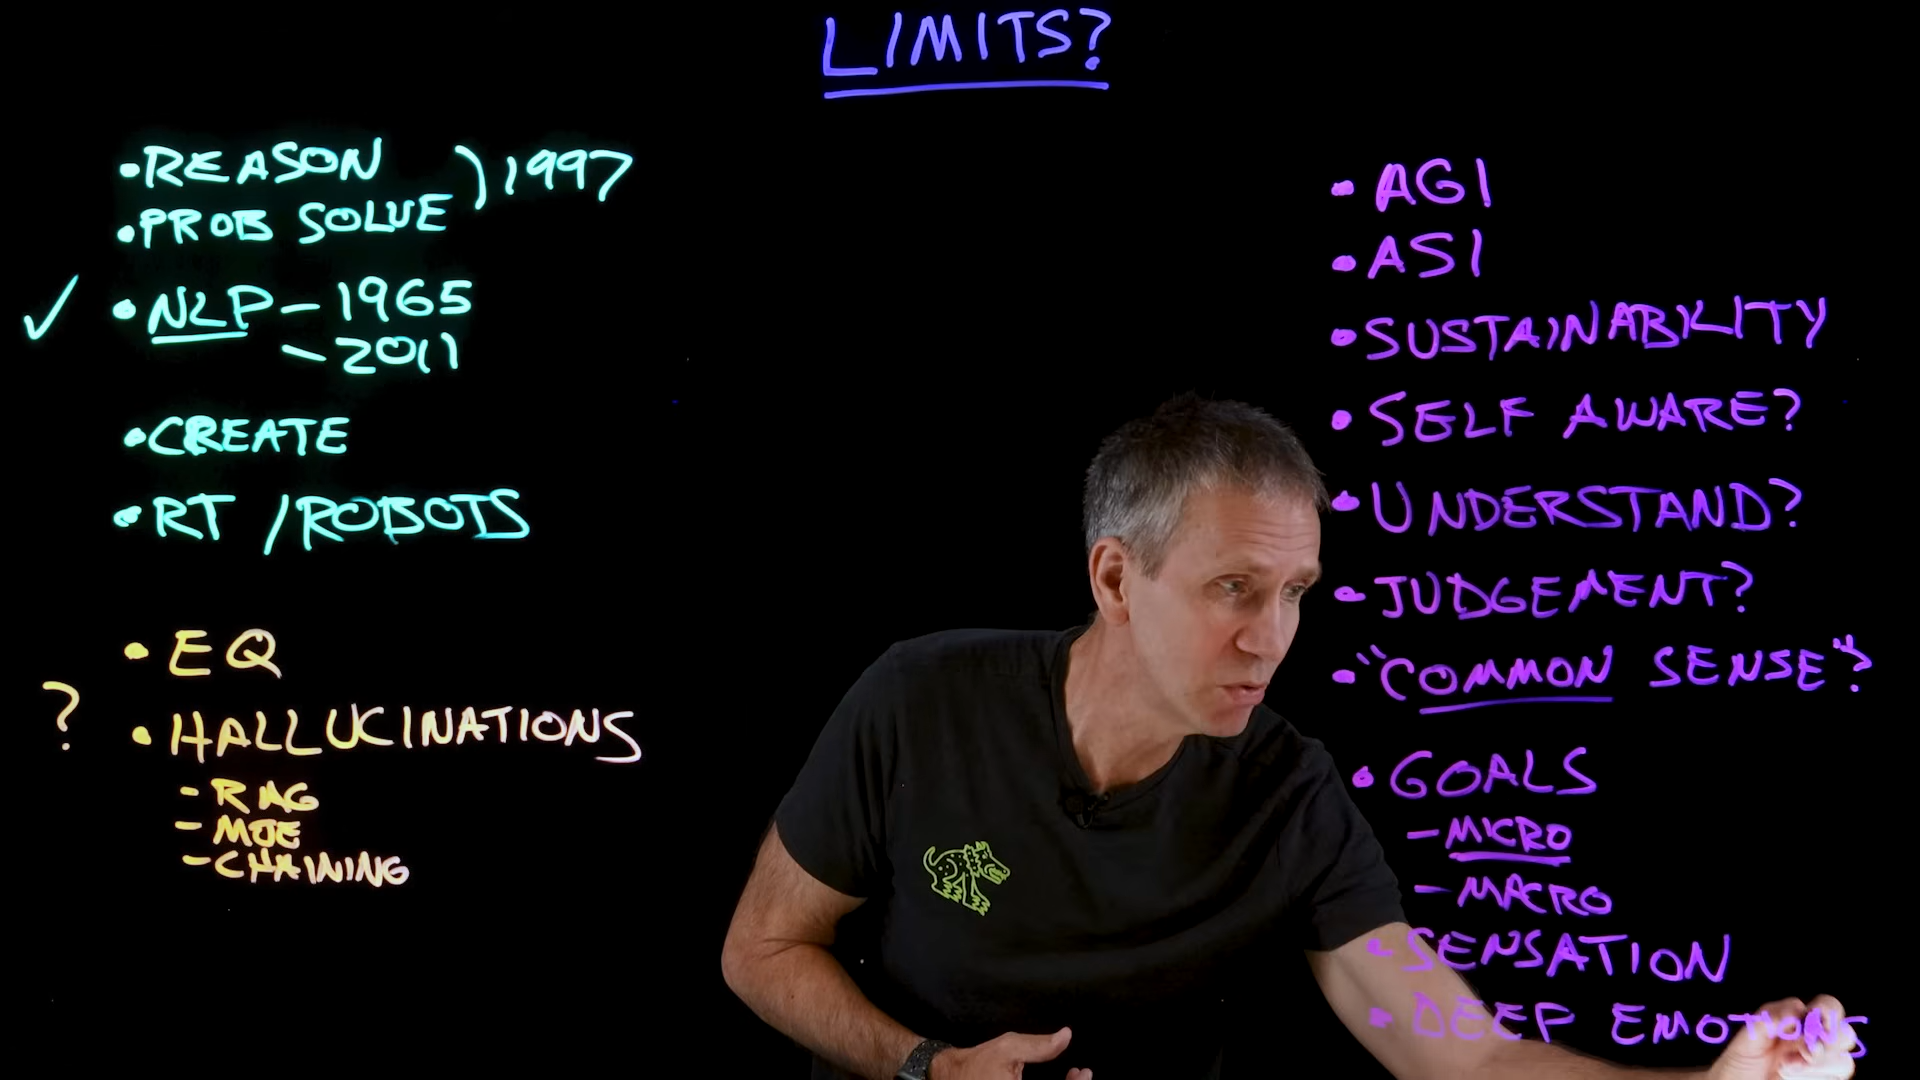 LIMITS?
• REASON
• PROB SOLVE
) 1997
✓ • NLP – 1965
– 2011
• CREATE
• RT / ROBOTS
• EQ
? • HALLUCINATIONS
- RAG
- MOE
- CHAINING
• AGI
• ASI
• SUSTAINABILITY
• SELF AWARE?
• UNDERSTAND?
• JUDGEMENT?
• "COMMON SENSE"?
• GOALS
– MICRO
– MACRO
• SENSATION
• DEEP EMOTIONS